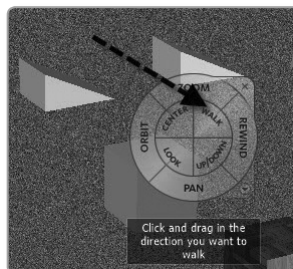 ZOOM
CENTER
WALK
ORBIT
REWIND
LOOK
UP/DOWN
PAN
Click and drag in the
direction you want to
walk